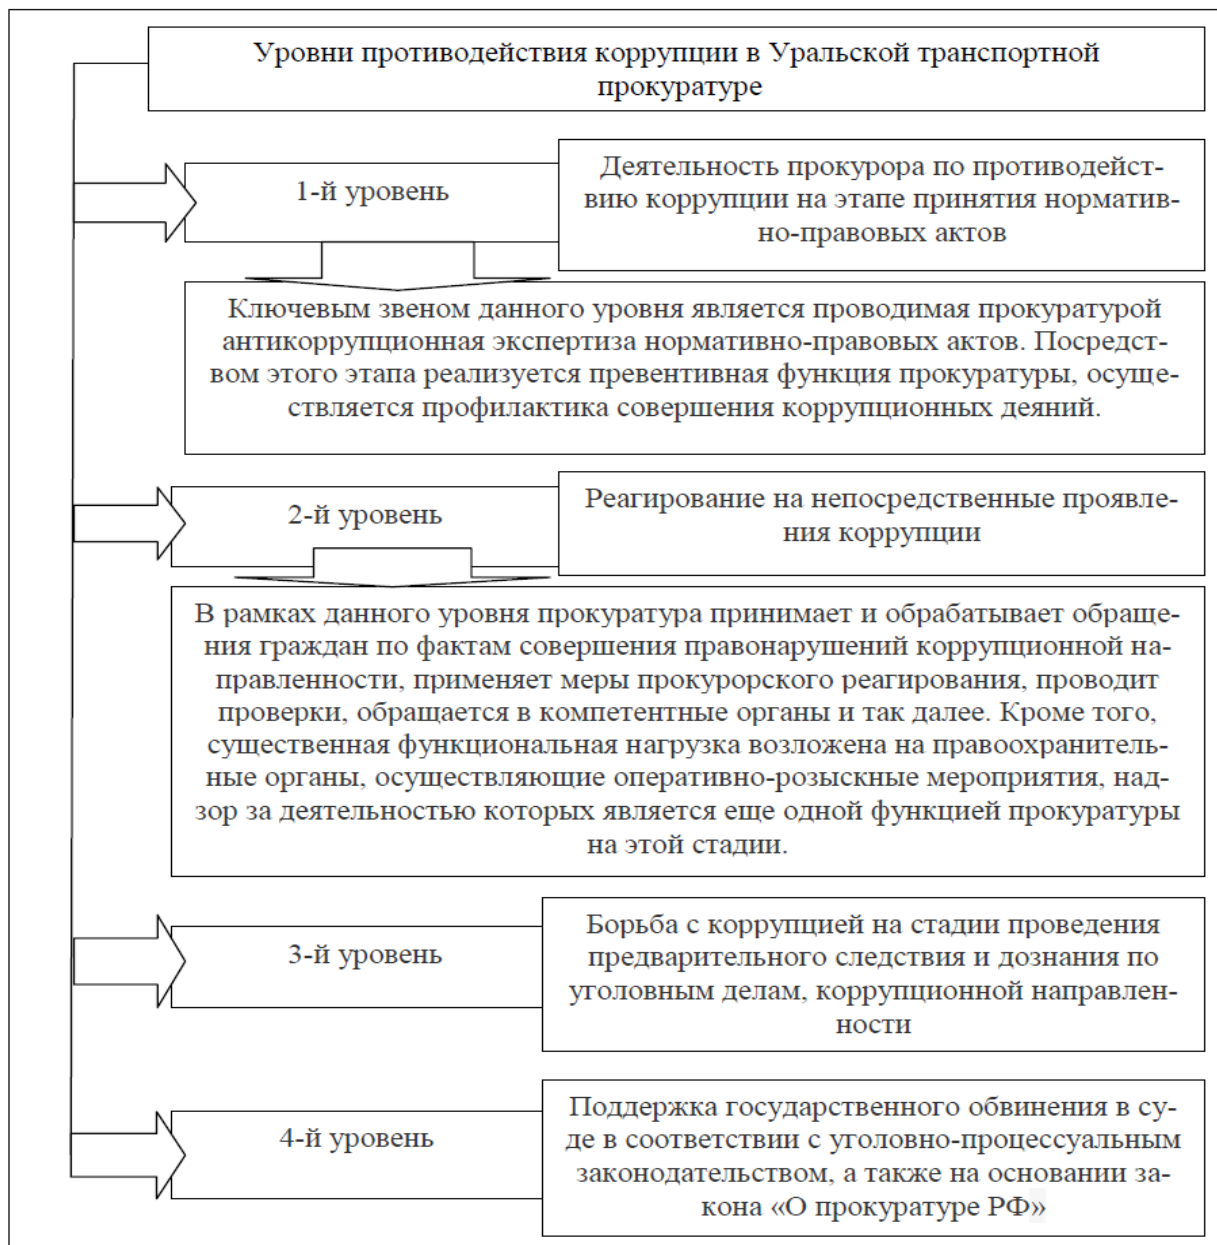 Уровни противодействия коррупции в Уральской транспортной
прокуратуре
1-й уровень
Деятельность прокурора по противодейст-
вию коррупции на этапе принятия норматив-
но-правовых актов
Ключевым звеном данного уровня является проводимая прокуратурой
антикоррупционная экспертиза нормативно-правовых актов. Посредст-
вом этого этапа реализуется превентивная функция прокуратуры, осуще-
ствляется профилактика совершения коррупционных деяний.
2-й уровень
Реагирование на непосредственные проявле-
ния коррупции
В рамках данного уровня прокуратура принимает и обрабатывает обраще-
ния граждан по фактам совершения правонарушений коррупционной на-
правленности, применяет меры прокурорского реагирования, проводит
проверки, обращается в компетентные органы и так далее. Кроме того,
существенная функциональная нагрузка возложена на правоохранитель-
ные органы, осуществляющие оперативно-розыскные мероприятия, над-
зор за деятельностью которых является еще одной функцией прокуратуры
на этой стадии.
3-й уровень
Борьба с коррупцией на стадии проведения
предварительного следствия и дознания по
уголовным делам, коррупционной направлен-
ности
4-й уровень
Поддержка государственного обвинения в су-
де в соответствии с уголовно-процессуальным
законодательством, а также на основании за-
кона «О прокуратуре РФ»